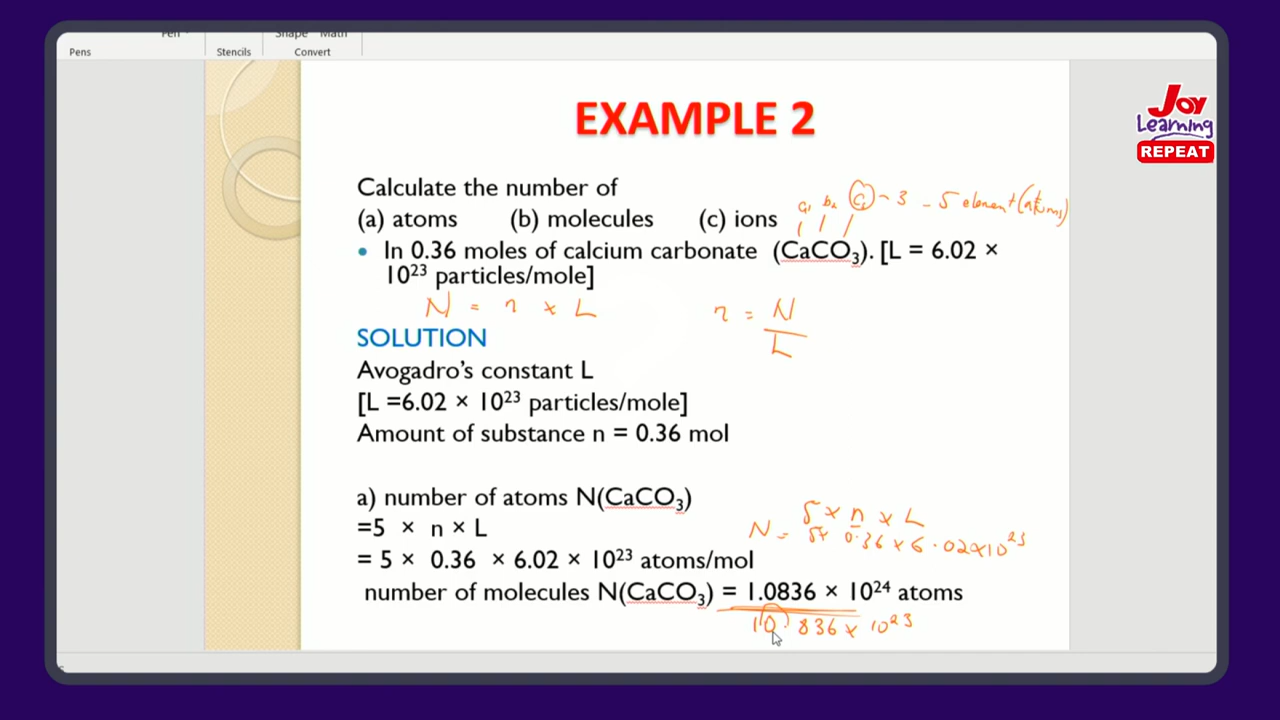 Pen
Shape Math
Pens Stencils Convert
Joy
Learning
REPEAT
EXAMPLE 2
Calculate the number of
(a) atoms (b) molecules (c) ions
- 3 - 5 element (atoms)
• In 0.36 moles of calcium carbonate (CaCO₃). [L = 6.02 ×
10²³ particles/mole]
N = n × L n = N
L
SOLUTION
Avogadro's constant L
[L =6.02 × 10²³ particles/mole]
Amount of substance n = 0.36 mol
a) number of atoms N(CaCO₃)
=5 × n × L
N = 5 × n × L
5× 0.36 × 6.02×10²³
= 5 × 0.36 × 6.02 × 10²³ atoms/mol
number of molecules N(CaCO₃) = 1.0836 × 10²⁴ atoms
10.836 × 10²³